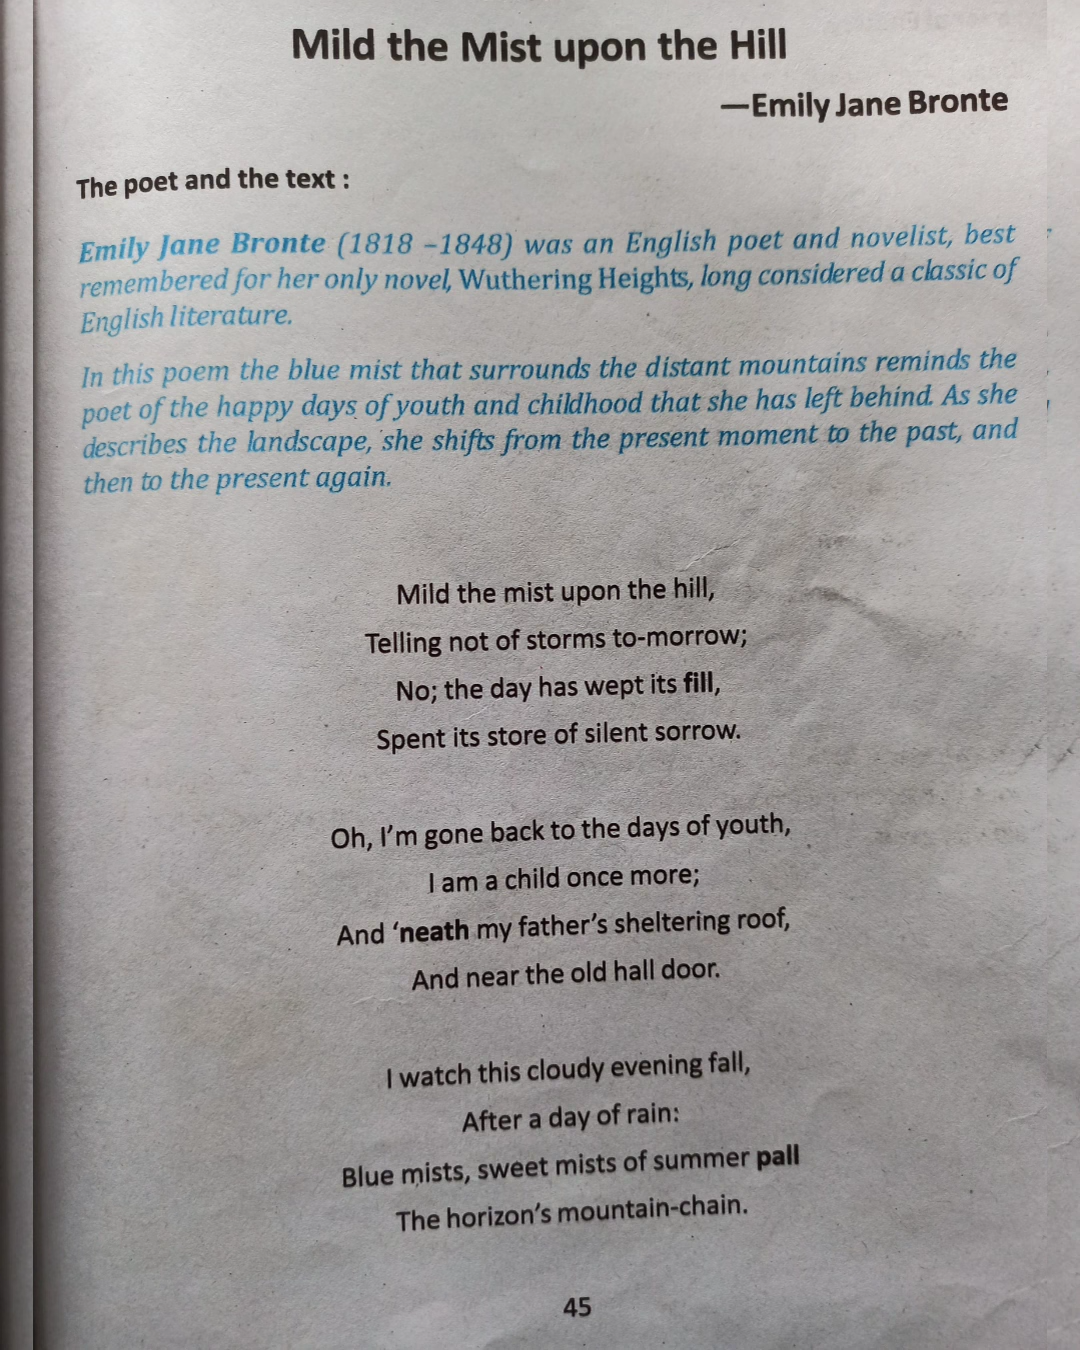 Mild the Mist upon the Hill
—Emily Jane Bronte
The poet and the text :
Emily Jane Bronte (1818 –1848) was an English poet and novelist, best
remembered for her only novel, Wuthering Heights, long considered a classic of
English literature.
In this poem the blue mist that surrounds the distant mountains reminds the
poet of the happy days of youth and childhood that she has left behind. As she
describes the landscape, she shifts from the present moment to the past, and
then to the present again.
Mild the mist upon the hill,
Telling not of storms to-morrow;
No; the day has wept its fill,
Spent its store of silent sorrow.
Oh, I’m gone back to the days of youth,
I am a child once more;
And ‘neath my father’s sheltering roof,
And near the old hall door.
I watch this cloudy evening fall,
After a day of rain:
Blue mists, sweet mists of summer pall
The horizon’s mountain-chain.
45